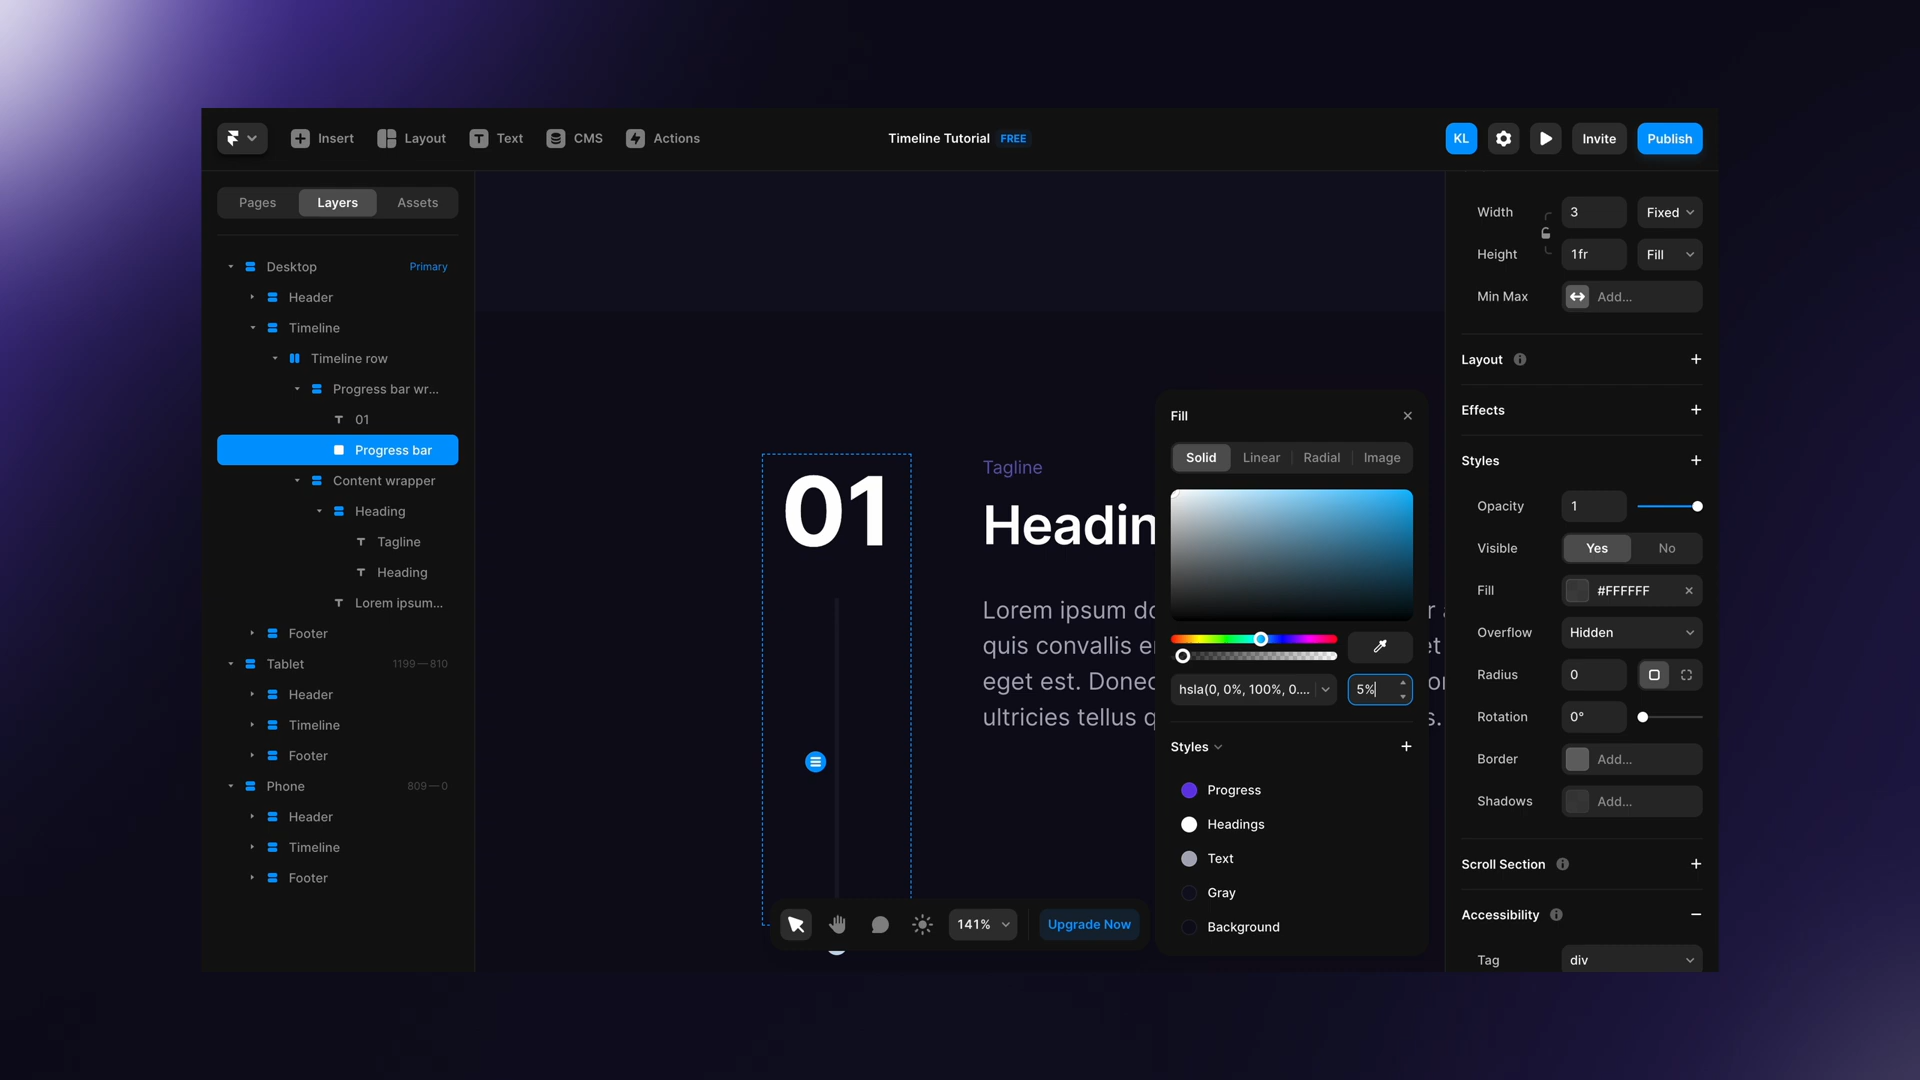 Insert
Layout
Text
CMS
Actions
Timeline Tutorial FREE
KL
Invite
Publish
Pages
Layers
Assets
Desktop
Primary
Header
Timeline
Timeline row
Progress bar wr...
01
Progress bar
Content wrapper
Heading
Tagline
Heading
Lorem ipsum...
Footer
Tablet
1199 — 810
Header
Timeline
Footer
Phone
809 — 0
Header
Timeline
Footer
01
Tagline
Headin
Lorem ipsum do
quis convallis e
eget est. Donec
ultricies tellus q
141%
Upgrade Now
Fill
Solid
Linear
Radial
Image
hsla(0, 0%, 100%, 0....
5%
Styles
Progress
Headings
Text
Gray
Background
Width
3
Fixed
Height
1fr
Fill
Min Max
Add...
Layout
Effects
Styles
Opacity
1
Visible
Yes
No
Fill
#FFFFFF
Overflow
Hidden
Radius
0
Rotation
0°
Border
Add...
Shadows
Add...
Scroll Section
Accessibility
Tag
div